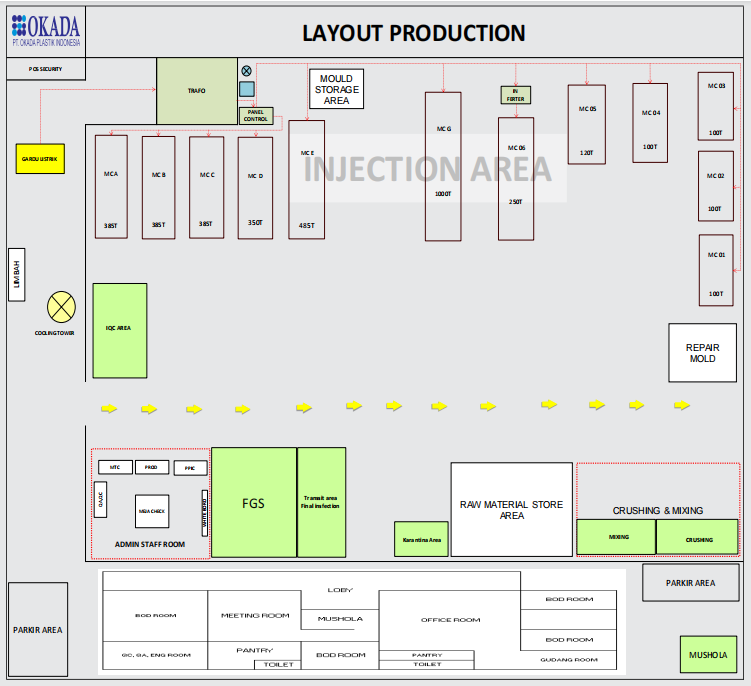 OKADA
PT. OKADA PLASTIK INDONESIA
LAYOUT PRODUCTION
POS SECURITY
TRAFO
PANEL
CONTROL
MOULD
STORAGE
AREA
IN
FERTER
GARDU LISTRIK
MC A
385T
MC B
385T
MC C
385T
MC D
350T
MC E
485T
MC G
1000T
MC 06
250T
MC 05
120T
MC 04
100T
MC 03
100T
MC 02
100T
MC 01
100T
INJECTION AREA
LIMBAH
COOLING TOWER
IQC AREA
REPAIR
MOLD
MTC
PROD
PPIC
QA/QC
MEJA CHECK
WHITE BORD
ADMIN STAFF ROOM
FGS
Transit area
Final insfection
Karantina Area
RAW MATERIAL STORE
AREA
CRUSHING & MIXING
MIXING
CRUSHING
PARKIR AREA
PARKIR AREA
MUSHOLA
BOD ROOM
MEETING ROOM
LOBY
MUSHOLA
OFFICE ROOM
BOD ROOM
BOD ROOM
GUDANG ROOM
GC, GA, ENG ROOM
PANTRY
TOILET
BOD ROOM
PANTRY
TOILET